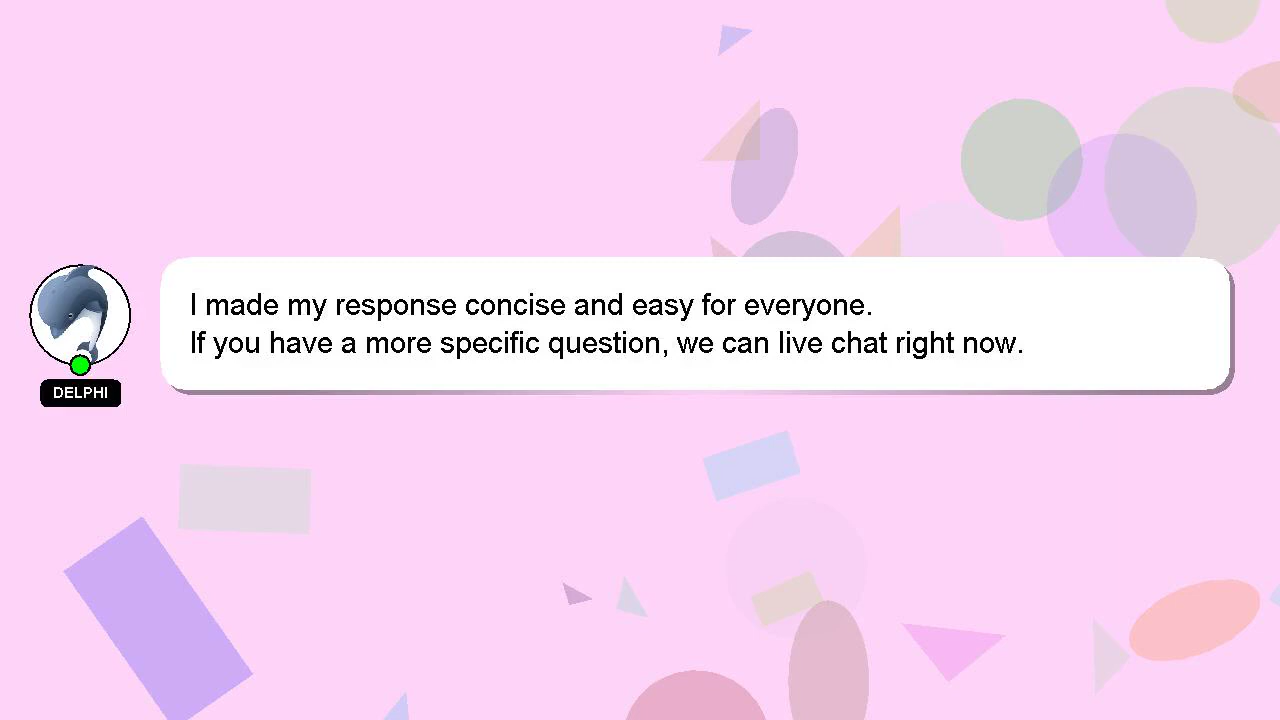 I made my response concise and easy for everyone.
If you have a more specific question, we can live chat right now.
DELPHI